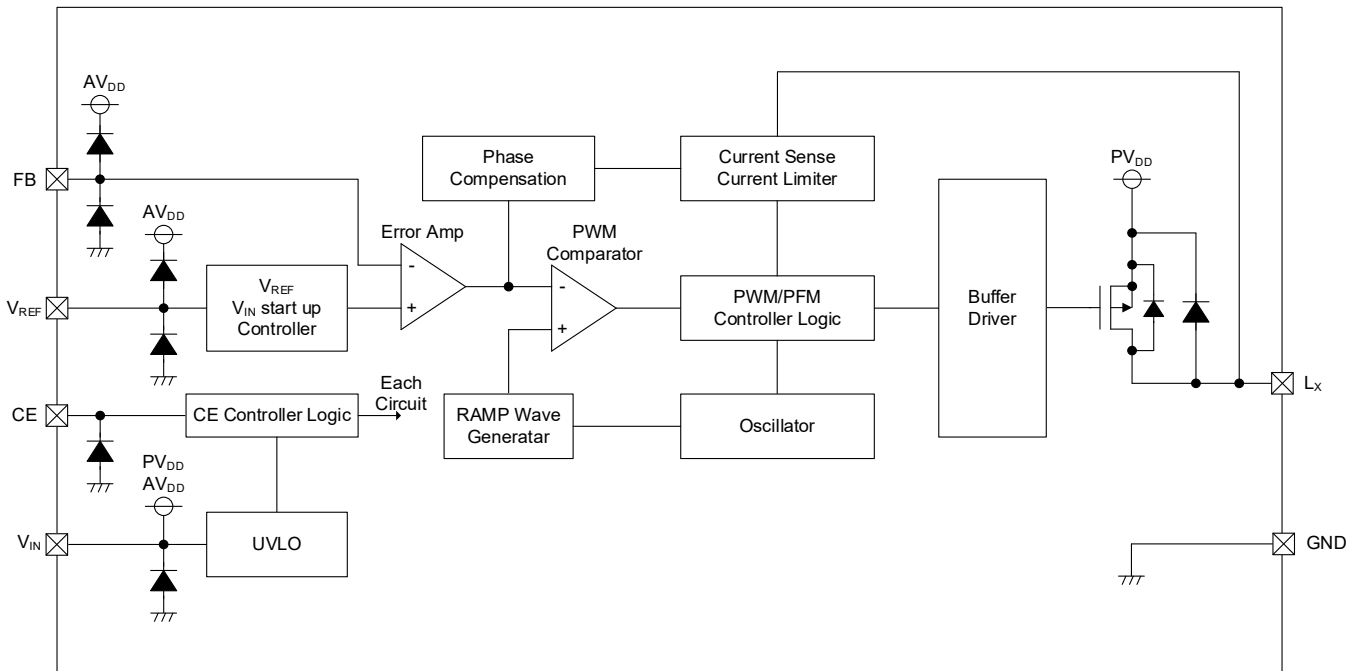 AVDD
FB
AVDD
VREF
VREF
VIN start up
Controller
Error Amp
-
+
Phase
Compensation
PWM
Comparator
-
+
Current Sense
Current Limiter
PWM/PFM
Controller Logic
Buffer
Driver
PVDD
LX
CE
CE Controller Logic
Each
Circuit
RAMP Wave
Generatar
Oscillator
PVDD
AVDD
VIN
UVLO
GND